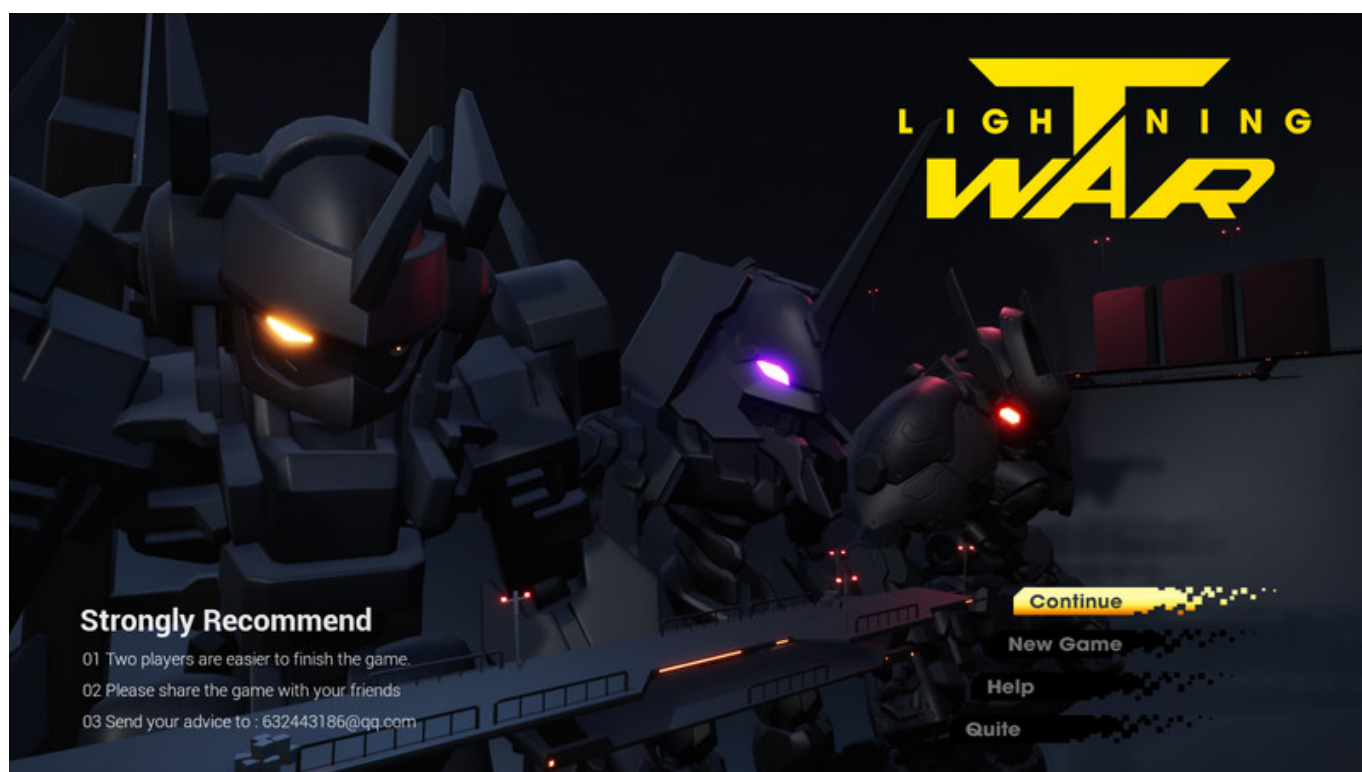 LIGHTNING
WAR
Strongly Recommend
01 Two players are easier to finish the game.
02 Please share the game with your friends
03 Send your advice to : 632443186@qq.com
Continue
New Game
Help
Quite